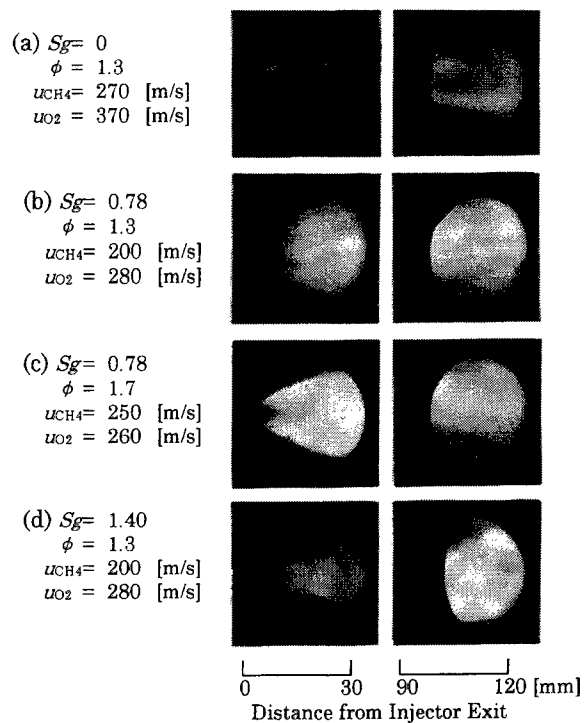 (a) Sg= 0
ϕ = 1.3
uCH4= 270 [m/s]
uO2 = 370 [m/s]
(b) Sg= 0.78
ϕ = 1.3
uCH4= 200 [m/s]
uO2 = 280 [m/s]
(c) Sg= 0.78
ϕ = 1.7
uCH4= 250 [m/s]
uO2 = 260 [m/s]
(d) Sg= 1.40
ϕ = 1.3
uCH4= 200 [m/s]
uO2 = 280 [m/s]
0 30 90 120 [mm]
Distance from Injector Exit